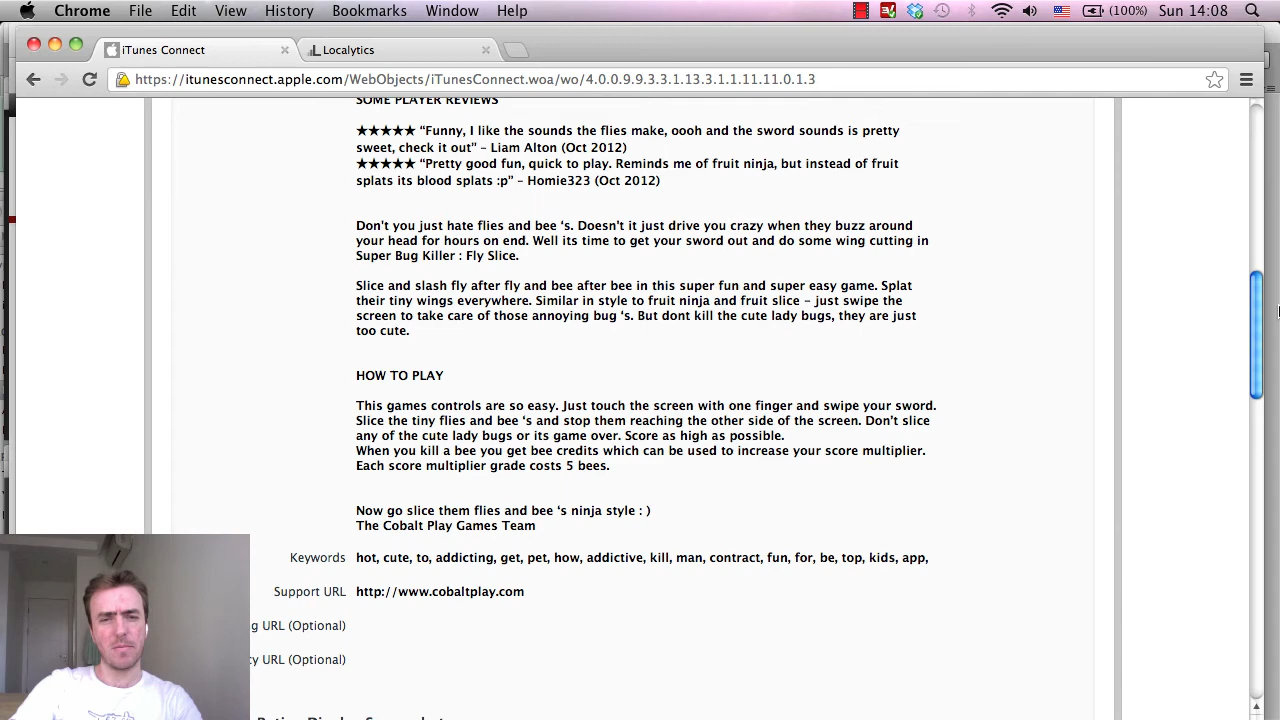 Chrome File Edit View History Bookmarks Window Help (100%) Sun 14:08
iTunes Connect Localytics
https://itunesconnect.apple.com/WebObjects/iTunesConnect.woa/wo/4.0.0.9.9.3.3.1.13.3.1.1.11.11.0.1.3
SOME PLAYER REVIEWS
★★★★★ “Funny, I like the sounds the flies make, oooh and the sword sounds is pretty
sweet, check it out” – Liam Alton (Oct 2012)
★★★★★ “Pretty good fun, quick to play. Reminds me of fruit ninja, but instead of fruit
splats its blood splats :p” – Homie323 (Oct 2012)
Don't you just hate flies and bee ‘s. Doesn't it just drive you crazy when they buzz around
your head for hours on end. Well its time to get your sword out and do some wing cutting in
Super Bug Killer : Fly Slice.
Slice and slash fly after fly and bee after bee in this super fun and super easy game. Splat
their tiny wings everywhere. Similar in style to fruit ninja and fruit slice – just swipe the
screen to take care of those annoying bug ‘s. But dont kill the cute lady bugs, they are just
too cute.
HOW TO PLAY
This games controls are so easy. Just touch the screen with one finger and swipe your sword.
Slice the tiny flies and bee ‘s and stop them reaching the other side of the screen. Don’t slice
any of the cute lady bugs or its game over. Score as high as possible.
When you kill a bee you get bee credits which can be used to increase your score multiplier.
Each score multiplier grade costs 5 bees.
Now go slice them flies and bee ‘s ninja style : )
The Cobalt Play Games Team
Keywords hot, cute, to, addicting, get, pet, how, addictive, kill, man, contract, fun, for, be, top, kids, app,
Support URL http://www.cobaltplay.com
URL (Optional)
URL (Optional)